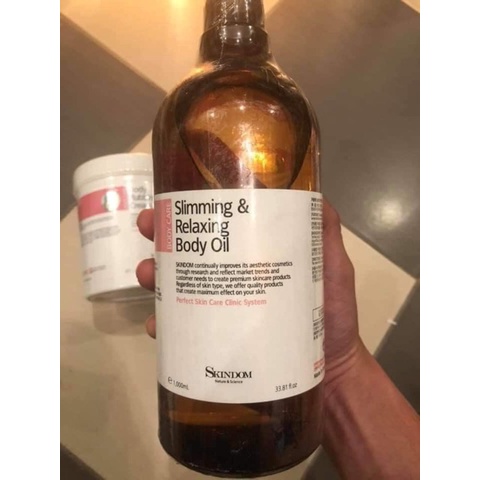 BODY CARE
Slimming &
Relaxing
Body Oil
SKINDOM continually improves its aesthetic cosmetics
through research and reflect market trends and
customer needs to create premium skincare products
Regardless of skin type, we offer quality products
that create maximum effect on your skin.
Perfect Skin Care Clinic System
SKINDOM
Nature & Science
℮ 1,000mL
33.81 fl.oz